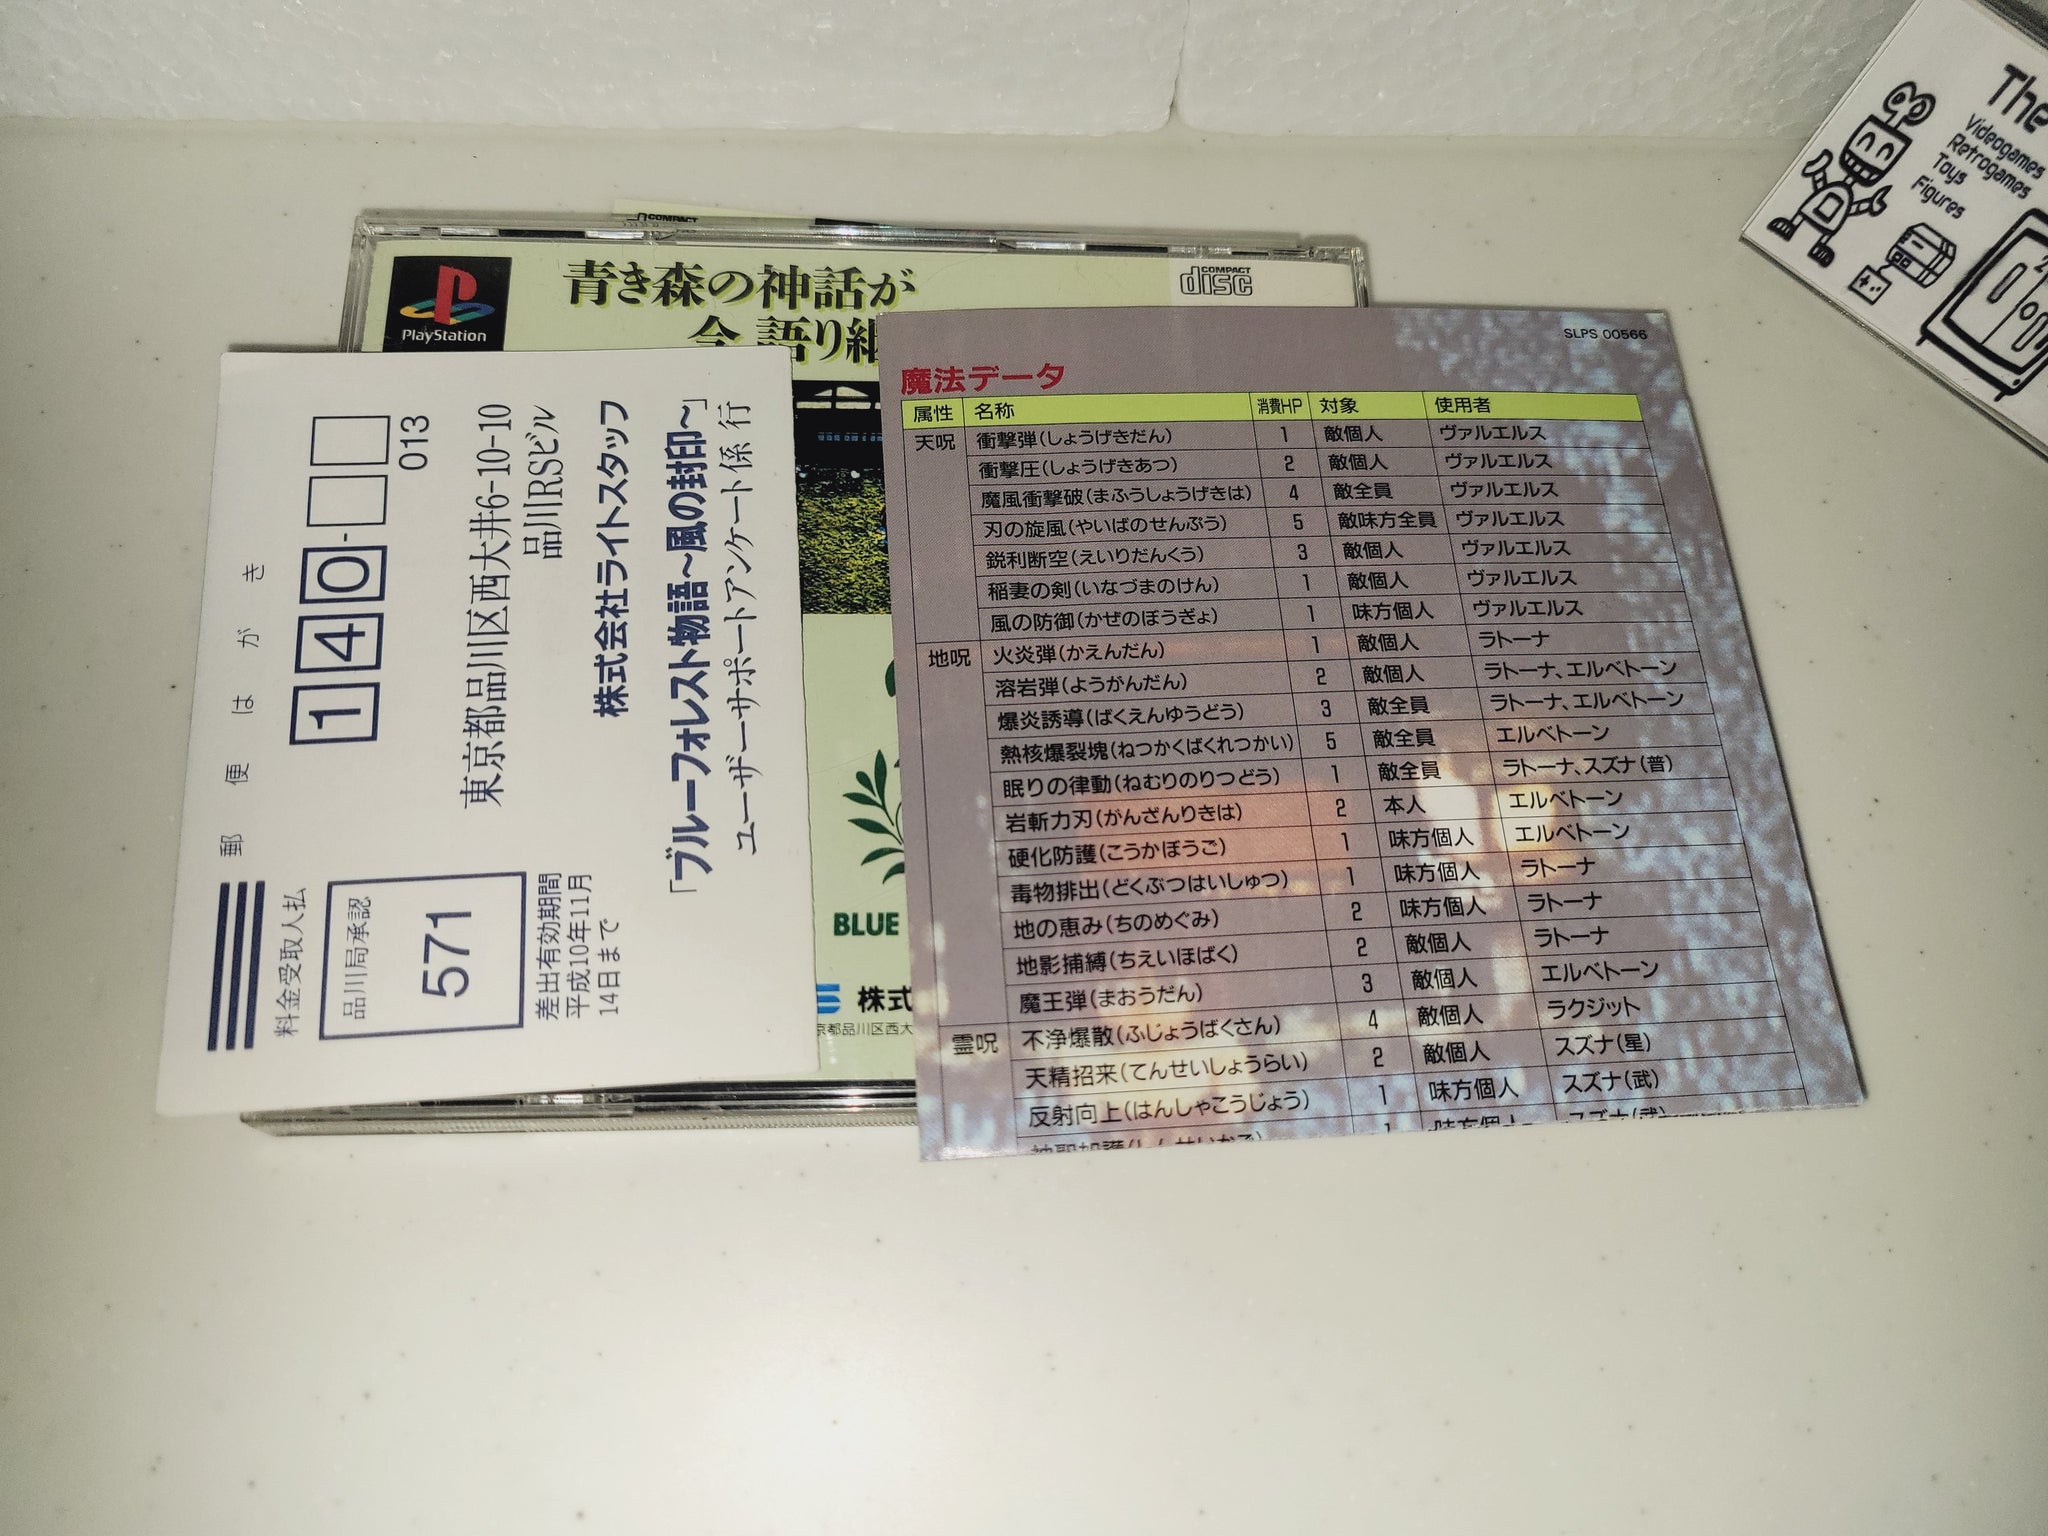 COMPACT
PlayStation
青き森の神話が
今 語り継
COMPACT
disc
BLUE
株式
京都品川区西大
郵便はがき
140-
013
東京都品川区西大井6-10-10
品川RSビル
株式会社ライトスタッフ
「ブルーフォレスト物語~風の封印~」
ユーザーサポートアンケート係 行
料金受取人払
品川局承認
571
差出有効期間
平成10年11月
14日まで
SLPS 00566
魔法データ
属性 名称 消費HP 対象 使用者
天呪 衝撃弾(しょうげきだん) 1 敵個人 ヴァルエルス
衝撃圧(しょうげきあつ) 2 敵個人 ヴァルエルス
魔風衝撃破(まふうしょうげきは) 4 敵全員 ヴァルエルス
刃の旋風(やいばのせんぷう) 5 敵味方全員 ヴァルエルス
鋭利断空(えいりだんくう) 3 敵個人 ヴァルエルス
稲妻の剣(いなづまのけん) 1 敵個人 ヴァルエルス
風の防御(かぜのぼうぎょ) 1 味方個人 ヴァルエルス
地呪 火炎弾(かえんだん) 1 敵個人 ラトーナ
溶岩弾(ようがんだん) 2 敵個人 ラトーナ、エルベトーン
爆炎誘導(ばくえんゆうどう) 3 敵全員 ラトーナ、エルベトーン
熱核爆裂塊(ねつかくばくれつかい) 5 敵全員 エルベトーン
眠りの律動(ねむりのりつどう) 1 敵全員 ラトーナ、スズナ(普)
岩斬力刃(がんざんりきは) 2 本人 エルベトーン
硬化防護(こうかぼうご) 1 味方個人 エルベトーン
毒物排出(どくぶつはいしゅつ) 1 味方個人 ラトーナ
地の恵み(ちのめぐみ) 2 味方個人 ラトーナ
地影捕縛(ちえいほばく) 2 敵個人 ラトーナ
魔王弾(まおうだん) 3 敵個人 エルベトーン
霊呪 不浄爆散(ふじょうばくさん) 4 敵個人 ラクジット
天精招来(てんせいしょうらい) 2 敵個人 スズナ(星)
反射向上(はんしゃこうじょう) 1 味方個人 スズナ(武)
The
Videogames
Retrogames
Toys
Figures